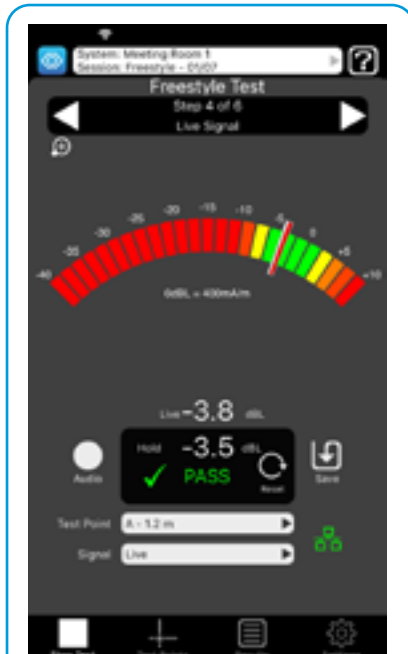 System: Meeting Room 1
Session: Freestyle - 01/07
?
Freestyle Test
Step 4 of 6
Live Signal
-40 -35 -30 -25 -20 -15 -10 -5 0 +5 +10
0dBL = 400mA/m
Live -3.8 dBL
Hold -3.5 dBL
PASS
Audio
Reset
Save
Test Point A - 1.2 m
Signal Live